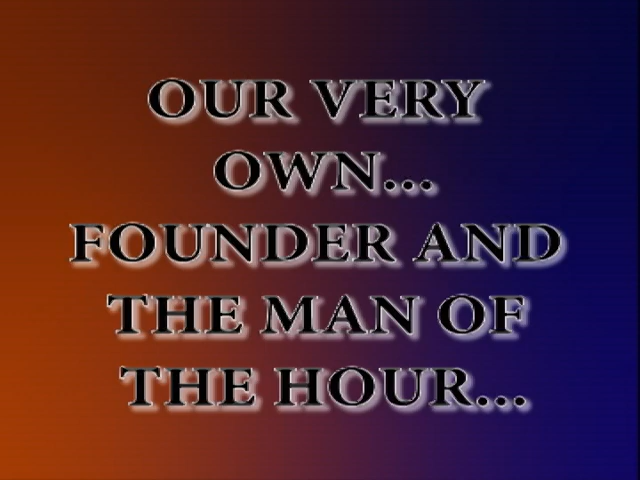 OUR VERY
OWN...
FOUNDER AND
THE MAN OF
THE HOUR...